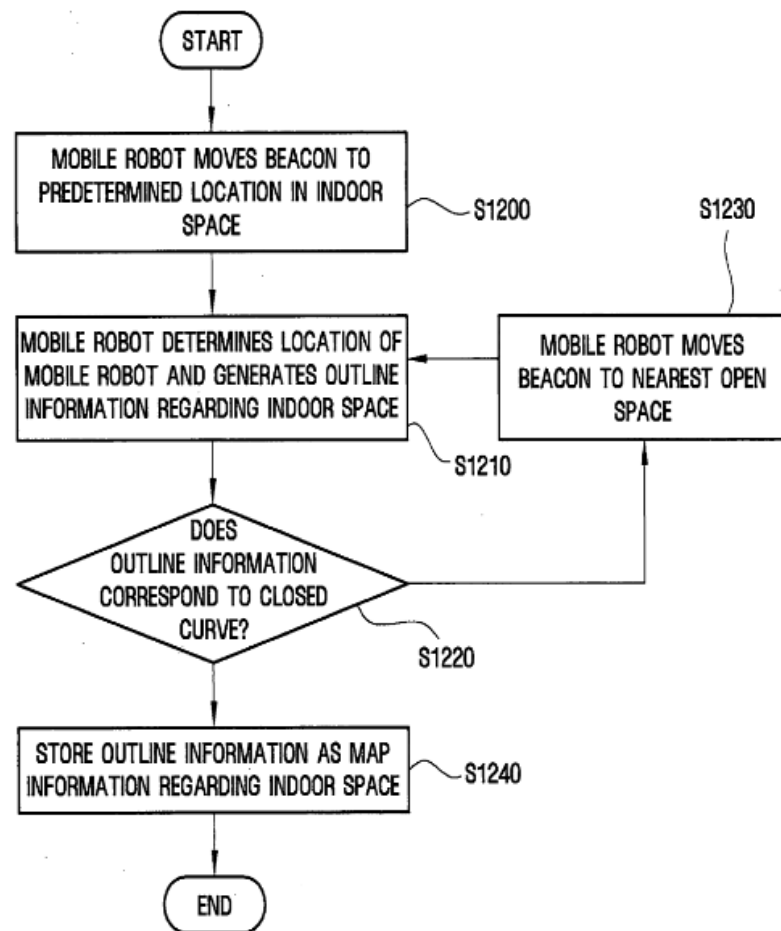 START
MOBILE ROBOT MOVES BEACON TO
PREDETERMINED LOCATION IN INDOOR
SPACE
S1200
S1230
MOBILE ROBOT DETERMINES LOCATION OF
MOBILE ROBOT AND GENERATES OUTLINE
INFORMATION REGARDING INDOOR SPACE
S1210
MOBILE ROBOT MOVES
BEACON TO NEAREST OPEN
SPACE
DOES
OUTLINE INFORMATION
CORRESPOND TO CLOSED
CURVE?
S1220
STORE OUTLINE INFORMATION AS MAP
INFORMATION REGARDING INDOOR SPACE
S1240
END